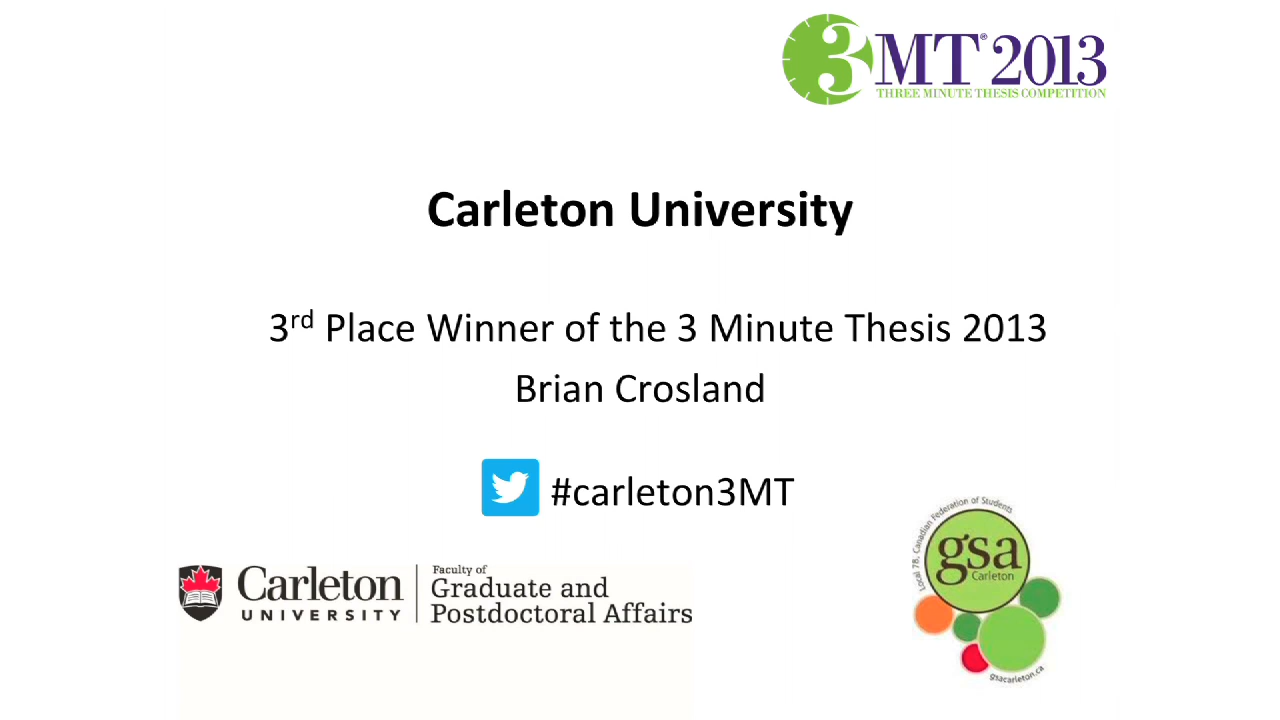 3MT® 2013
THREE MINUTE THESIS COMPETITION
Carleton University
3rd Place Winner of the 3 Minute Thesis 2013
Brian Crosland
#carleton3MT
Local 78, Canadian Federation of Students
gsa
Carleton
gsacarleton.ca
Carleton
UNIVERSITY
Faculty of
Graduate and
Postdoctoral Affairs